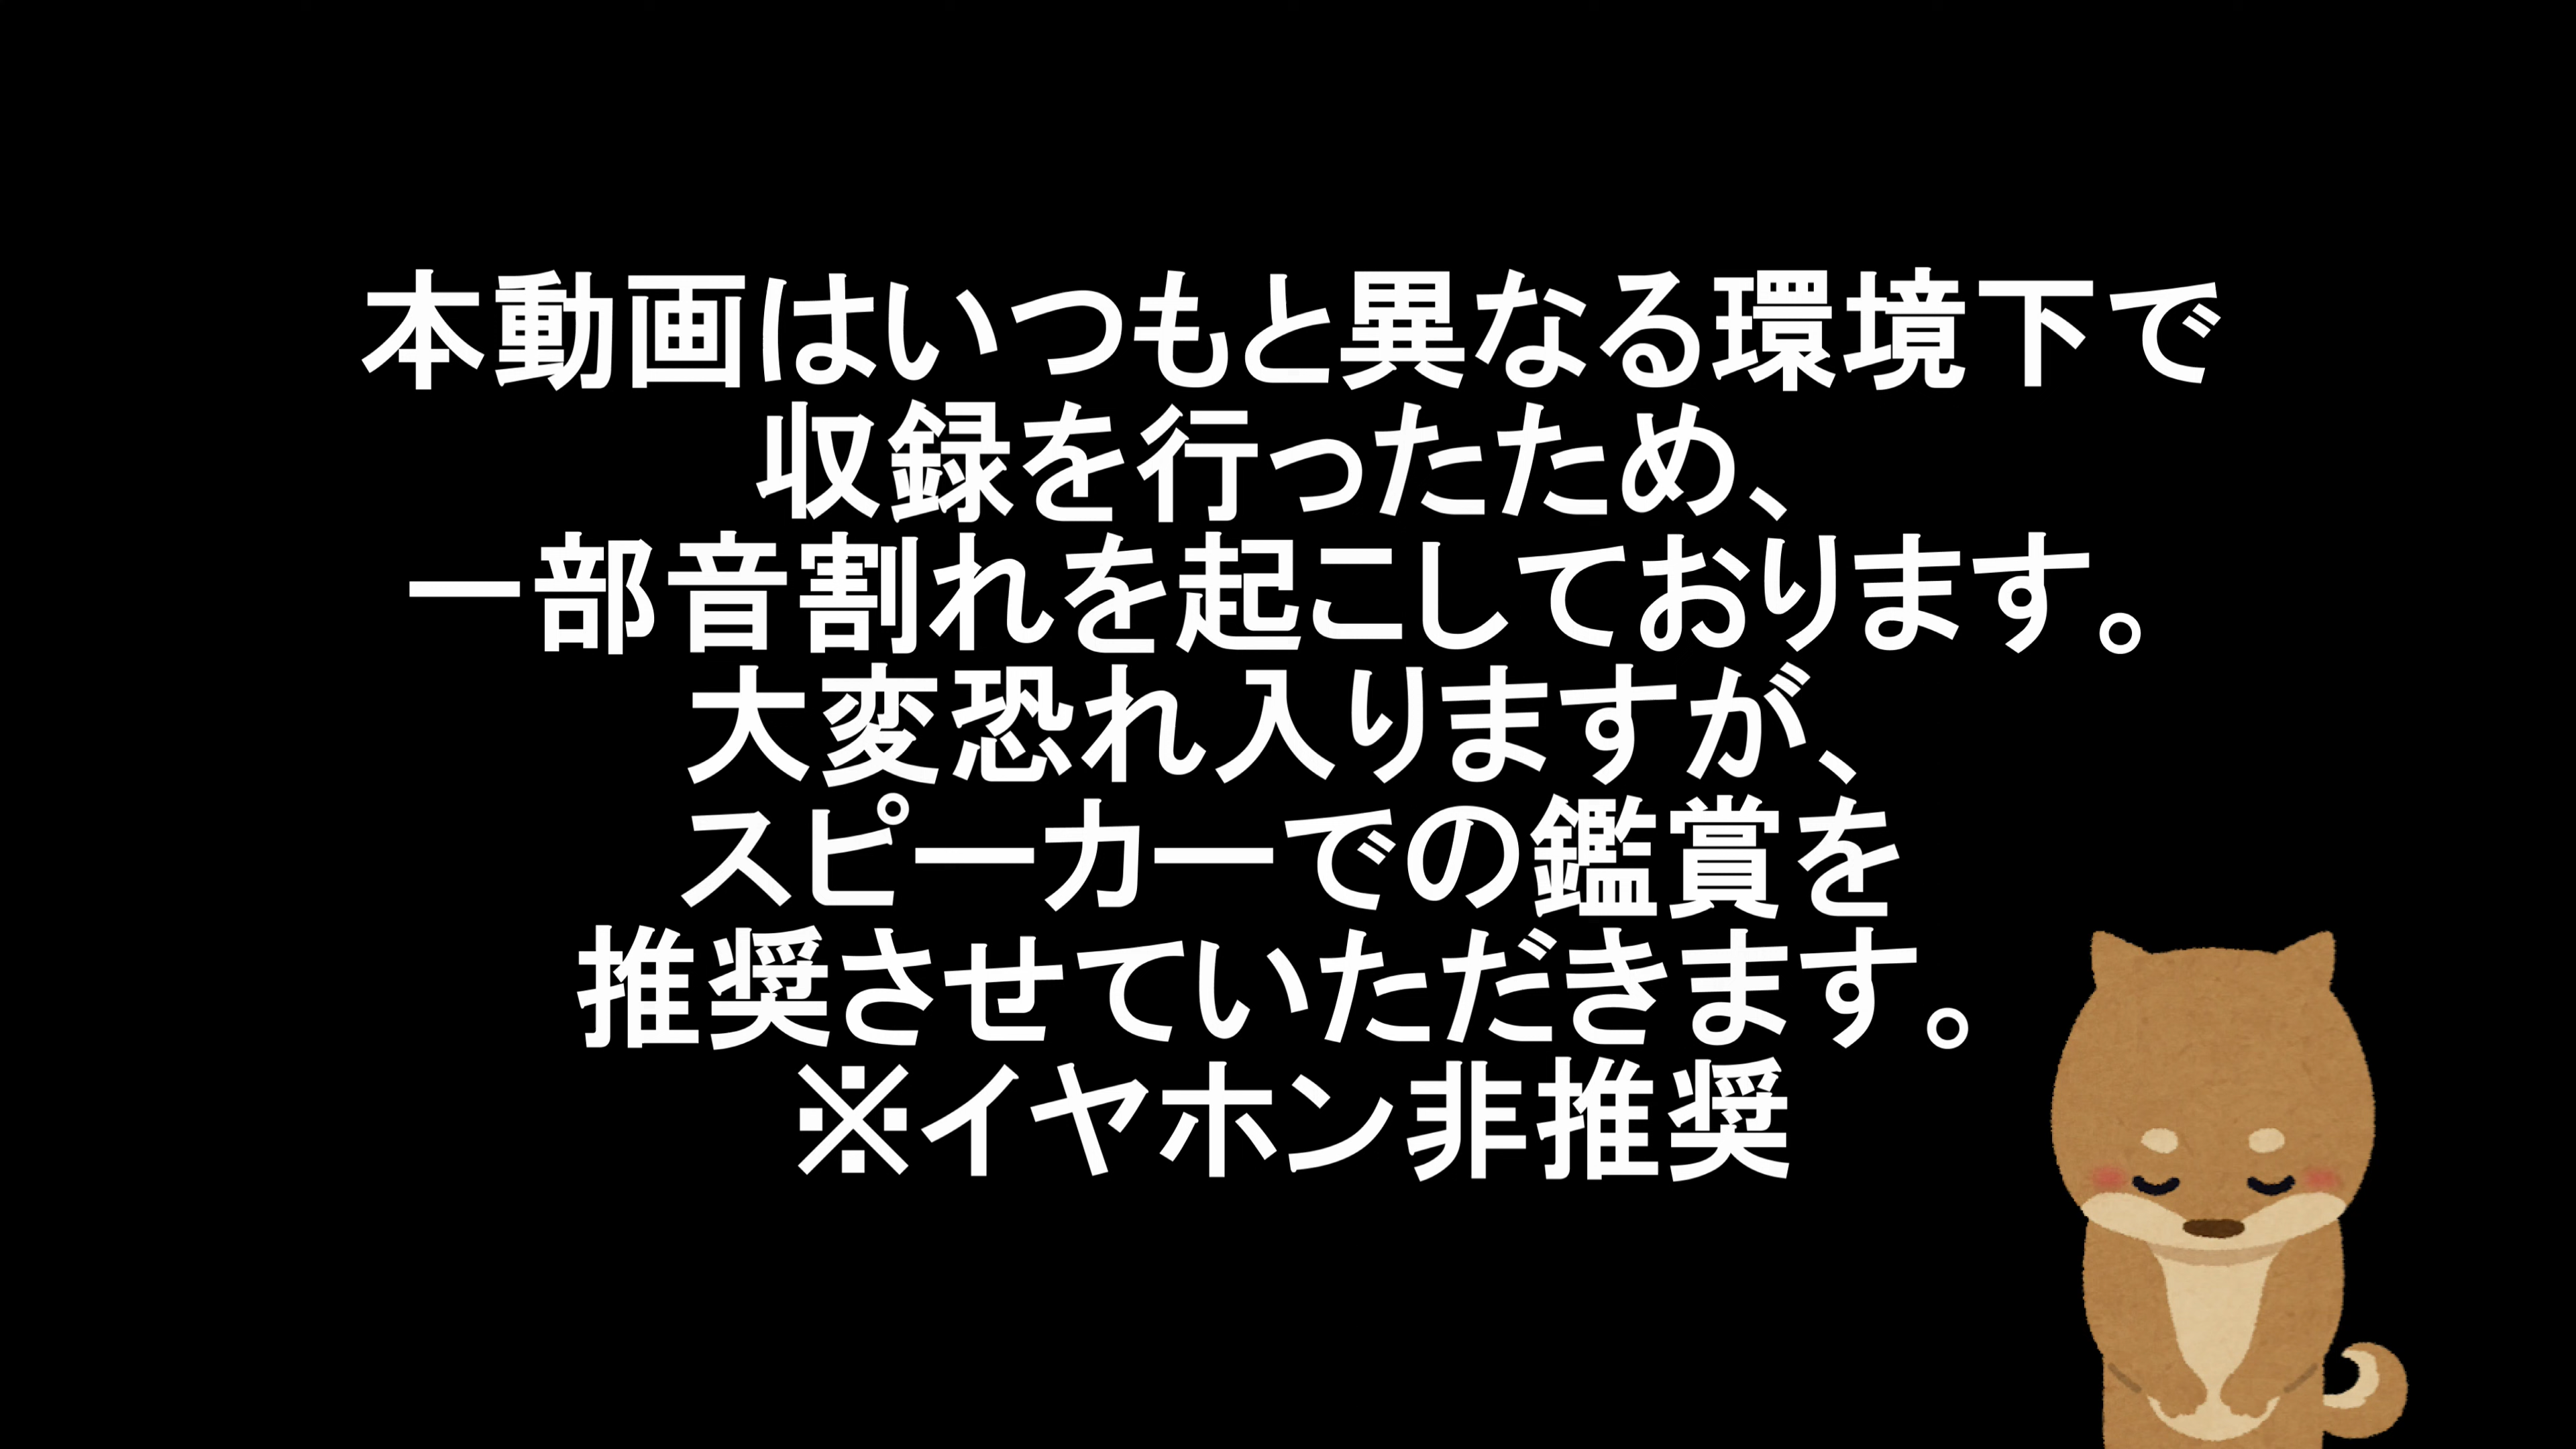 本動画はいつもと異なる環境下で
収録を行ったため、
一部音割れを起こしております。
大変恐れ入りますが、
スピーカーでの鑑賞を
推奨させていただきます。
※イヤホン非推奨